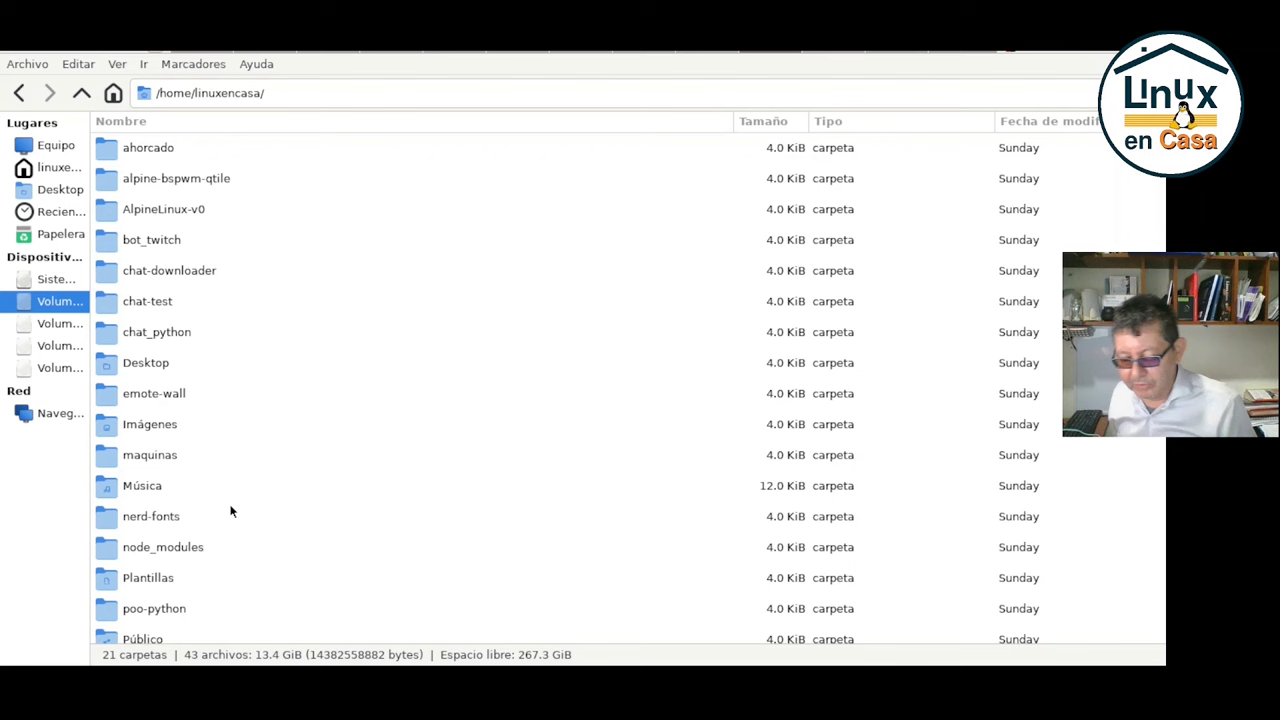 Archivo Editar Ver Ir Marcadores Ayuda
/home/linuxencasa/
Linux
en Casa
Lugares
Equipo
linuxe...
Desktop
Recien...
Papelera
Dispositiv...
Siste...
Volum...
Volum...
Volum...
Volum...
Red
Naveg...
Nombre Tamaño Tipo Fecha de modif
ahorcado 4.0 KiB carpeta Sunday
alpine-bspwm-qtile 4.0 KiB carpeta Sunday
AlpineLinux-v0 4.0 KiB carpeta Sunday
bot_twitch 4.0 KiB carpeta Sunday
chat-downloader 4.0 KiB carpeta Sunday
chat-test 4.0 KiB carpeta Sunday
chat_python 4.0 KiB carpeta Sunday
Desktop 4.0 KiB carpeta Sunday
emote-wall 4.0 KiB carpeta Sunday
Imágenes 4.0 KiB carpeta Sunday
maquinas 4.0 KiB carpeta Sunday
Música 12.0 KiB carpeta Sunday
nerd-fonts 4.0 KiB carpeta Sunday
node_modules 4.0 KiB carpeta Sunday
Plantillas 4.0 KiB carpeta Sunday
poo-python 4.0 KiB carpeta Sunday
Público 4.0 KiB carpeta Sunday
21 carpetas | 43 archivos: 13.4 GiB (14382558882 bytes) | Espacio libre: 267.3 GiB